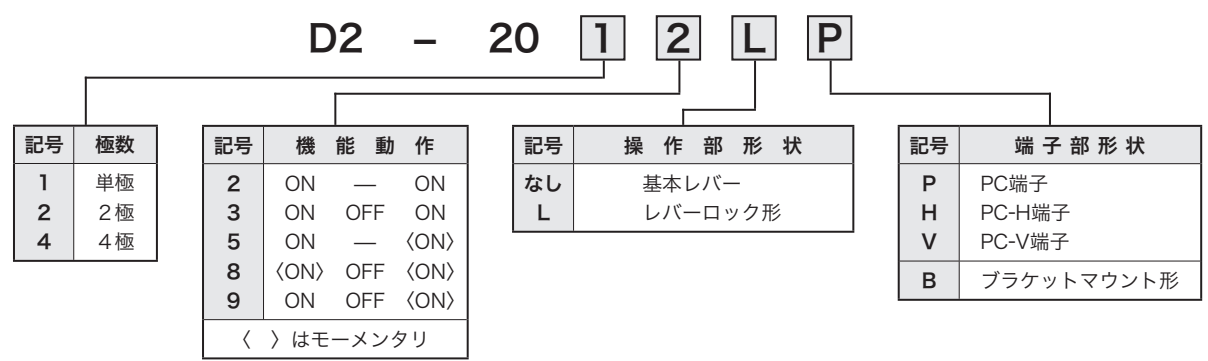 D2 – 20 1 2 L P
記号 極数
1 単極
2 2極
4 4極
記号 機能動作
2 ON — ON
3 ON OFF ON
5 ON — 〈ON〉
8 〈ON〉 OFF 〈ON〉
9 ON OFF 〈ON〉
〈 〉はモーメンタリ
記号 操作部形状
なし 基本レバー
L レバーロック形
記号 端子部形状
P PC端子
H PC-H端子
V PC-V端子
B ブラケットマウント形